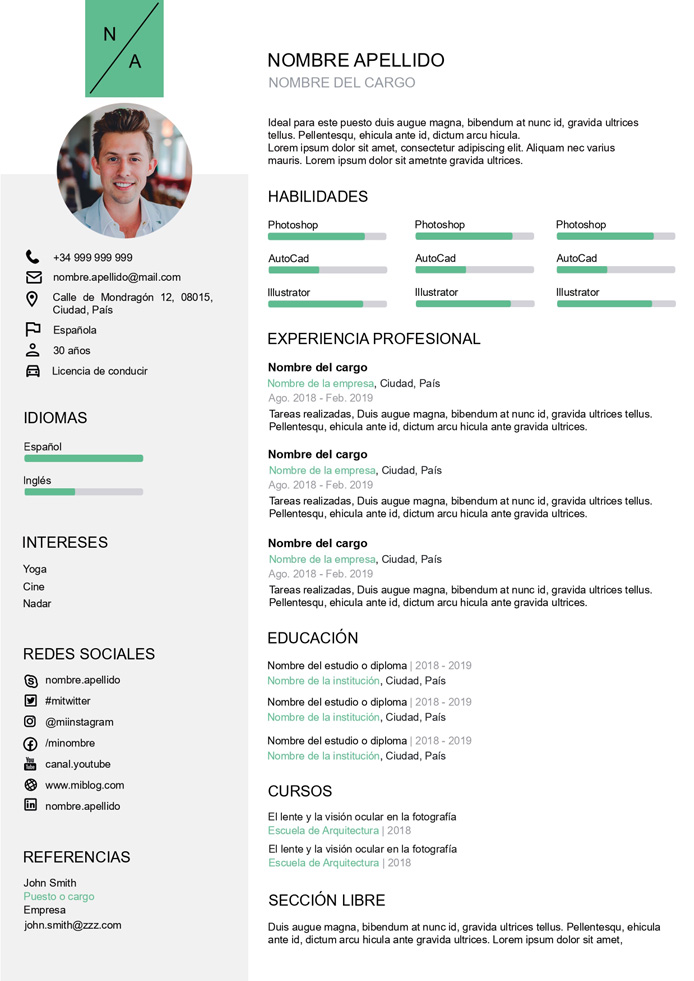 N
A
+34 999 999 999
nombre.apellido@mail.com
Calle de Mondragón 12, 08015,
Ciudad, País
Española
30 años
Licencia de conducir
IDIOMAS
Español
Inglés
INTERESES
Yoga
Cine
Nadar
REDES SOCIALES
nombre.apellido
#mitwitter
@miinstagram
/minombre
You Tube
canal.youtube
www.miblog.com
in
nombre.apellido
REFERENCIAS
John Smith
Puesto o cargo
Empresa
john.smith@zzz.com
NOMBRE APELLIDO
NOMBRE DEL CARGO
Ideal para este puesto duis augue magna, bibendum at nunc id, gravida ultrices
tellus. Pellentesqu, ehicula ante id, dictum arcu hicula.
Lorem ipsum dolor sit amet, consectetur adipiscing elit. Aliquam nec varius
mauris. Lorem ipsum dolor sit ametnte gravida ultrices.
HABILIDADES
Photoshop Photoshop Photoshop
AutoCad AutoCad AutoCad
Illustrator Illustrator Illustrator
EXPERIENCIA PROFESIONAL
Nombre del cargo
Nombre de la empresa, Ciudad, País
Ago. 2018 - Feb. 2019
Tareas realizadas, Duis augue magna, bibendum at nunc id, gravida ultrices tellus.
Pellentesqu, ehicula ante id, dictum arcu hicula ante gravida ultrices.
Nombre del cargo
Nombre de la empresa, Ciudad, País
Ago. 2018 - Feb. 2019
Tareas realizadas, Duis augue magna, bibendum at nunc id, gravida ultrices tellus.
Pellentesqu, ehicula ante id, dictum arcu hicula ante gravida ultrices.
Nombre del cargo
Nombre de la empresa, Ciudad, País
Ago. 2018 - Feb. 2019
Tareas realizadas, Duis augue magna, bibendum at nunc id, gravida ultrices tellus.
Pellentesqu, ehicula ante id, dictum arcu hicula ante gravida ultrices.
EDUCACIÓN
Nombre del estudio o diploma | 2018 - 2019
Nombre de la institución, Ciudad, País
Nombre del estudio o diploma | 2018 - 2019
Nombre de la institución, Ciudad, País
Nombre del estudio o diploma | 2018 - 2019
Nombre de la institución, Ciudad, País
CURSOS
El lente y la visión ocular en la fotografía
Escuela de Arquitectura | 2018
El lente y la visión ocular en la fotografía
Escuela de Arquitectura | 2018
SECCIÓN LIBRE
Duis augue magna, bibendum at nunc id, gravida ultrices tellus. Pellentesqu, ehicula
ante id, dictum arcu hicula ante gravida ultrices. Lorem ipsum dolor sit amet,